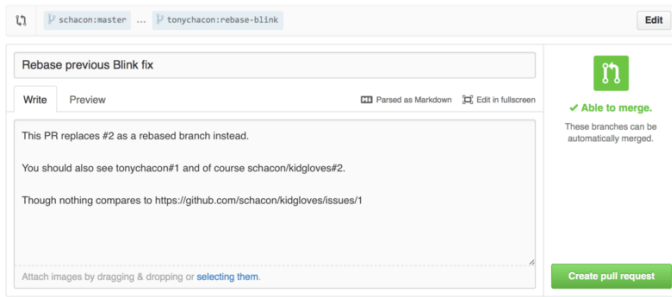 schacon:master ... tonychacon:rebase-blink Edit
Rebase previous Blink fix
Write Preview Parsed as Markdown Edit in fullscreen
This PR replaces #2 as a rebased branch instead.
You should also see tonychacon#1 and of course schacon/kidgloves#2.
Though nothing compares to https://github.com/schacon/kidgloves/issues/1
Attach images by dragging & dropping or selecting them.
Able to merge.
These branches can be
automatically merged.
Create pull request